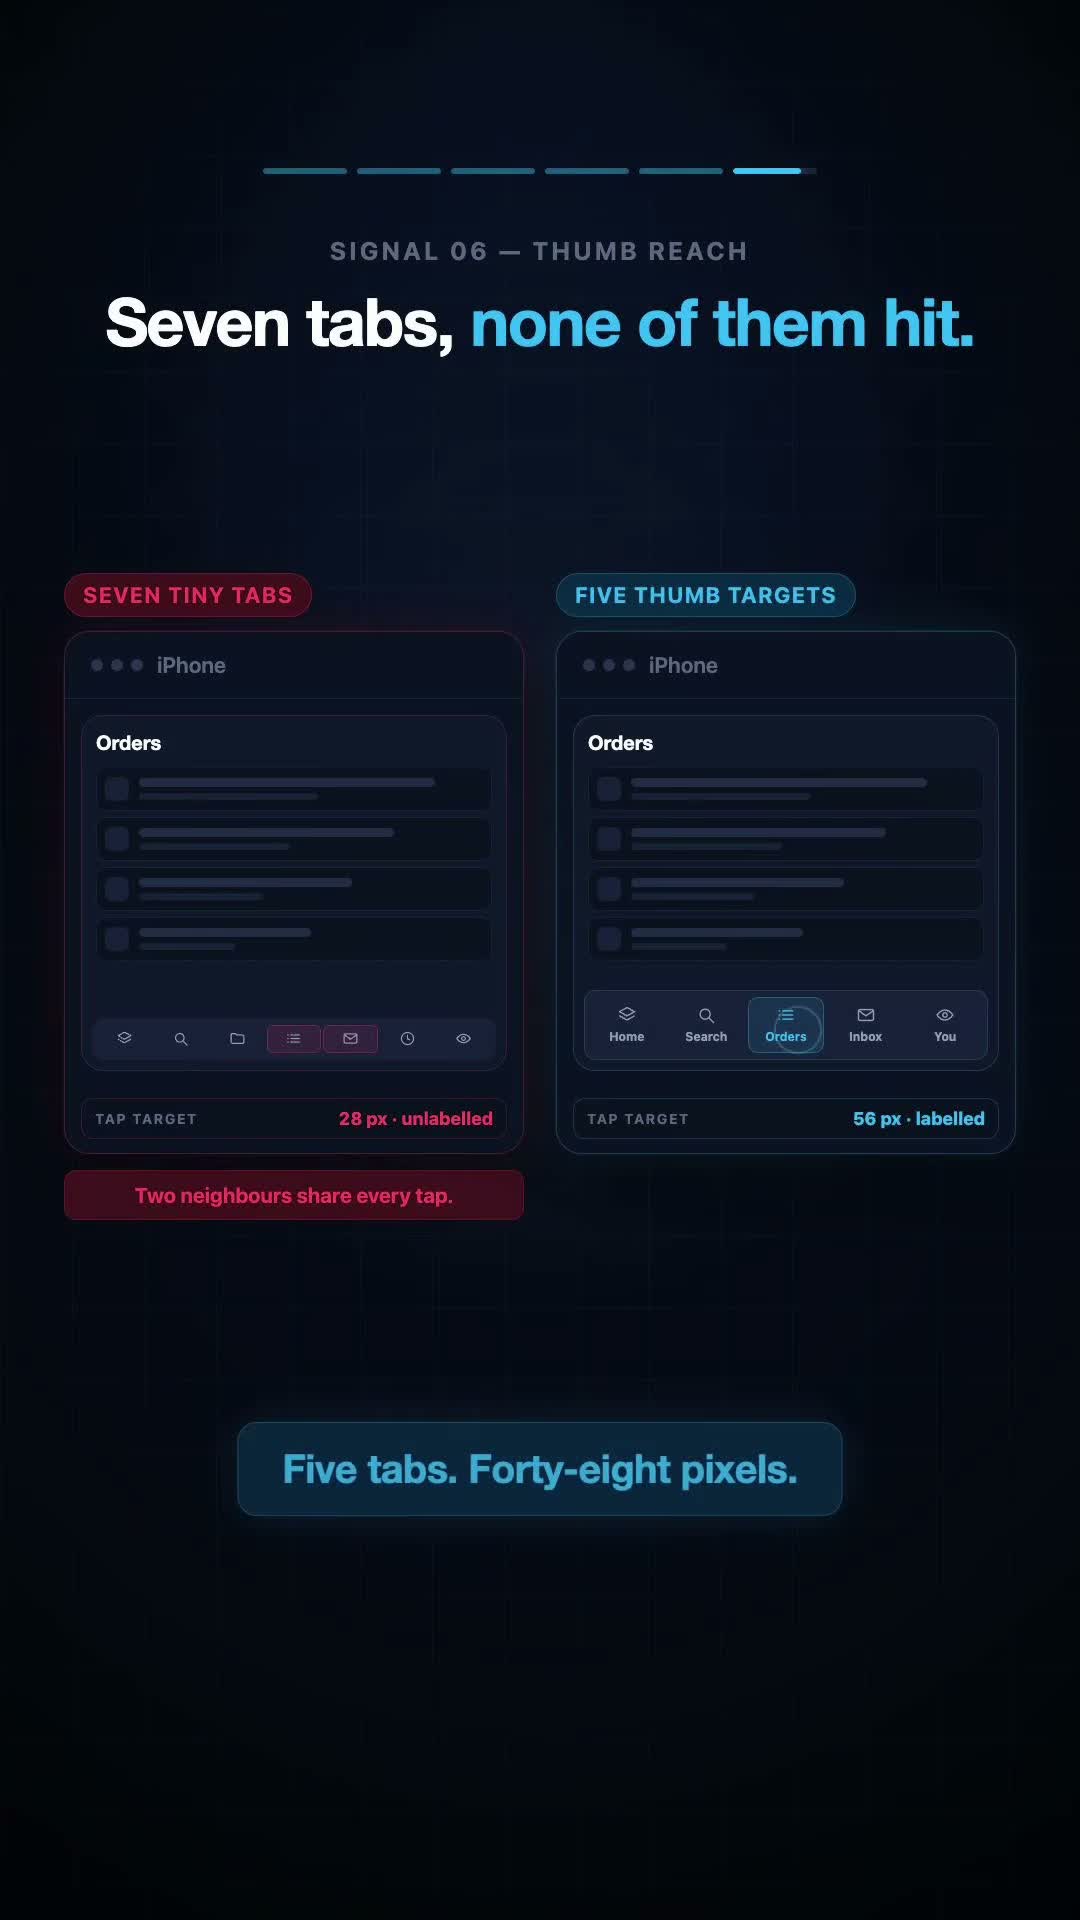 SIGNAL 06 — THUMB REACH
Seven tabs, none of them hit.
SEVEN TINY TABS
iPhone
Orders
TAP TARGET
28 px · unlabelled
Two neighbours share every tap.
FIVE THUMB TARGETS
iPhone
Orders
Home
Search
Orders
Inbox
You
TAP TARGET
56 px · labelled
Five tabs. Forty-eight pixels.